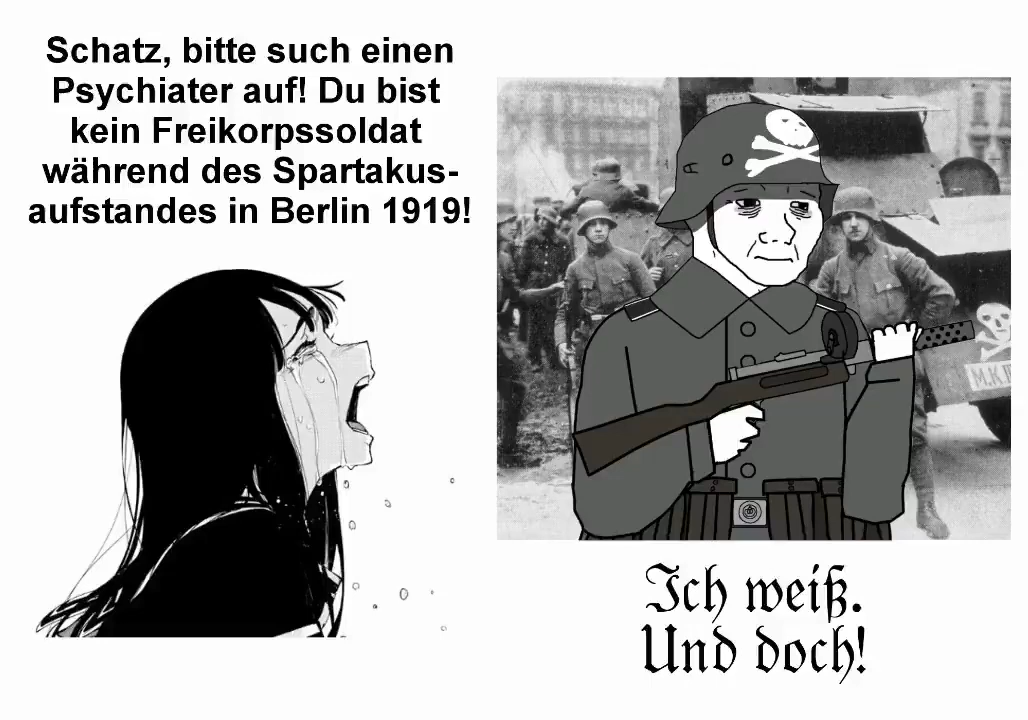 Schatz, bitte such einen
Psychiater auf! Du bist
kein Freikorpssoldat
während des Spartakus-
aufstandes in Berlin 1919!
Ich weiß.
Und doch!